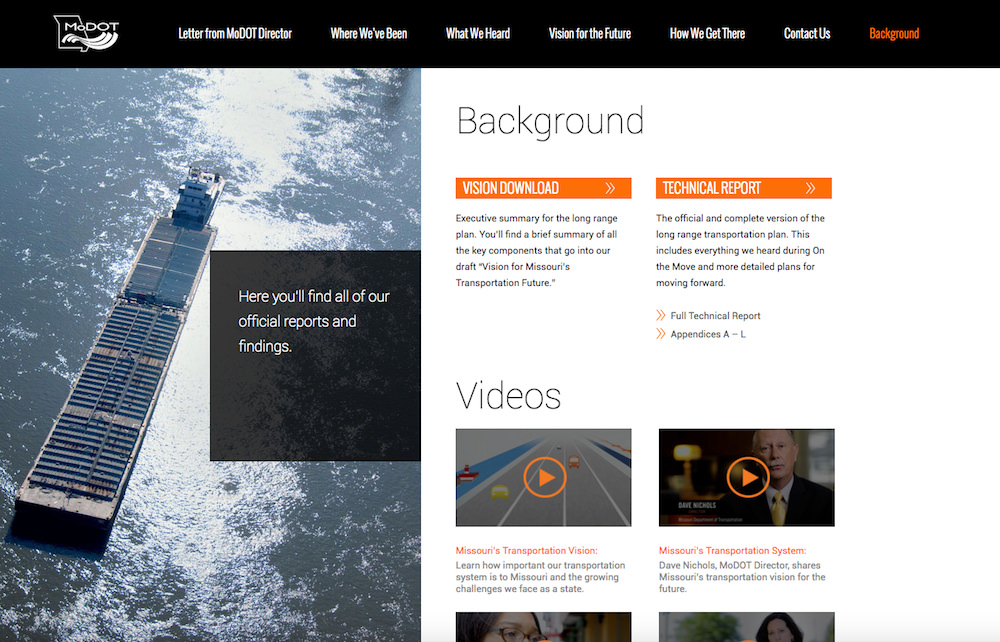 MoDOT
Letter from MoDOT Director
Where We've Been
What We Heard
Vision for the Future
How We Get There
Contact Us
Background
Here you'll find all of our
official reports and
findings.
Background
VISION DOWNLOAD
Executive summary for the long range
plan. You'll find a brief summary of all
the key components that go into our
draft "Vision for Missouri's
Transportation Future."
TECHNICAL REPORT
The official and complete version of the
long range transportation plan. This
includes everything we heard during On
the Move and more detailed plans for
moving forward.
Full Technical Report
Appendices A – L
Videos
Missouri's Transportation Vision:
Learn how important our transportation
system is to Missouri and the growing
challenges we face as a state.
DAVE NICHOLS
DIRECTOR
Missouri Department of Transportation
Missouri's Transportation System:
Dave Nichols, MoDOT Director, shares
Missouri's transportation vision for the
future.